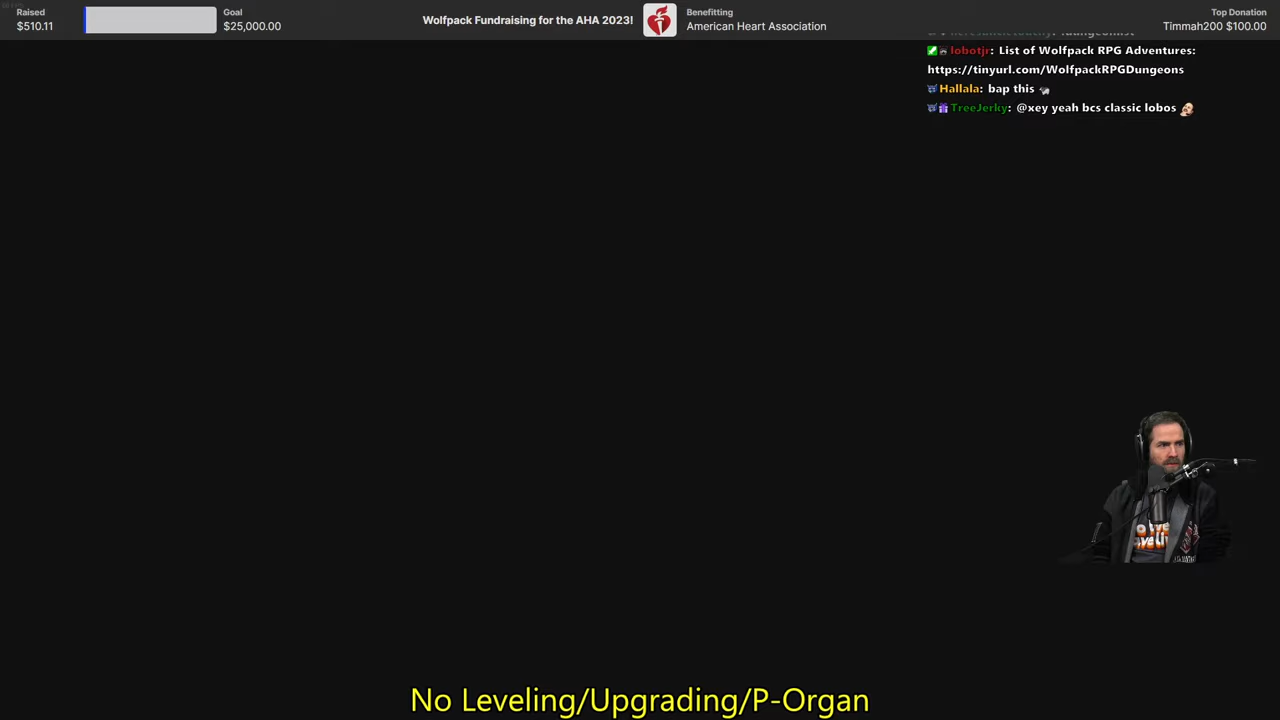 Raised
$510.11
Goal
$25,000.00
Wolfpack Fundraising for the AHA 2023!
Benefitting
American Heart Association
Top Donation
Timmah200 $100.00
lobotjr: List of Wolfpack RPG Adventures:
https://tinyurl.com/WolfpackRPGDungeons
Hallala: bap this
TreeJerky: @xey yeah bcs classic lobos
No Leveling/Upgrading/P-Organ